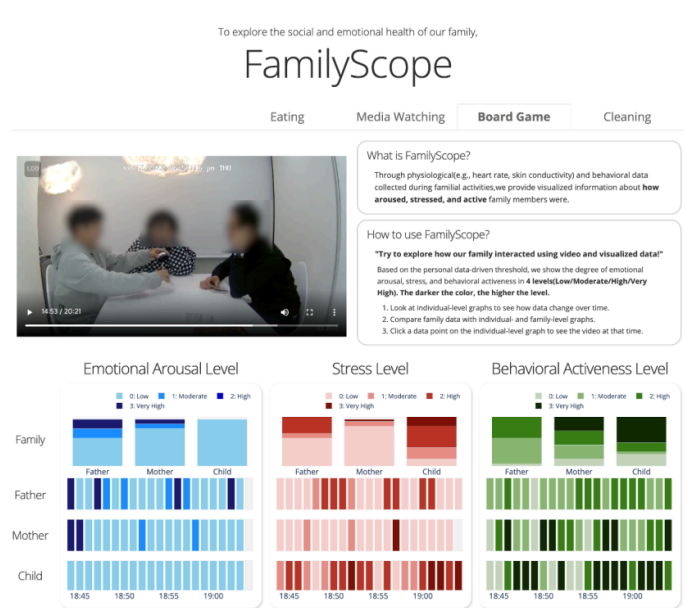 To explore the social and emotional health of our family,
FamilyScope
Eating Media Watching Board Game Cleaning
1:00
pm THU
14:53 / 20:21
What is FamilyScope?
Through physiological(e.g., heart rate, skin conductivity) and behavioral data
collected during familial activities,we provide visualized information about how
aroused, stressed, and active family members were.
How to use FamilyScope?
"Try to explore how our family interacted using video and visualized data!"
Based on the personal data-driven threshold, we show the degree of emotional
arousal, stress, and behavioral activeness in 4 levels(Low/Moderate/High/Very
High). The darker the color, the higher the level.
1. Look at individual-level graphs to see how data change over time.
2. Compare family data with individual- and family-level graphs.
3. Click a data point on the individual-level graph to see the video at that time.
Emotional Arousal Level Stress Level Behavioral Activeness Level
0: Low 1: Moderate 2: High 0: Low 1: Moderate 2: High 0: Low 1: Moderate 2: High
3: Very High 3: Very High 3: Very High
Family
Father Mother Child Father Mother Child Father Mother Child
Father
Mother
Child
18:45 18:50 18:55 19:00 18:45 18:50 18:55 19:00 18:45 18:50 18:55 19:00